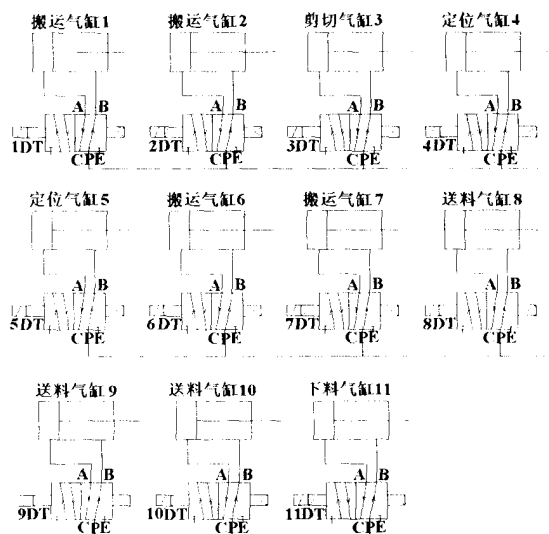 搬运气缸1 搬运气缸2 剪切气缸3 定位气缸4
A B A B A B A B
1DT CPE 2DT CPE 3DT CPE 4DT CPE
定位气缸5 搬运气缸6 搬运气缸7 送料气缸8
A B A B A B A B
5DT CPE 6DT CPE 7DT CPE 8DT CPE
送料气缸9 送料气缸10 下料气缸11
A B A B A B
9DT CPE 10DT CPE 11DT CPE